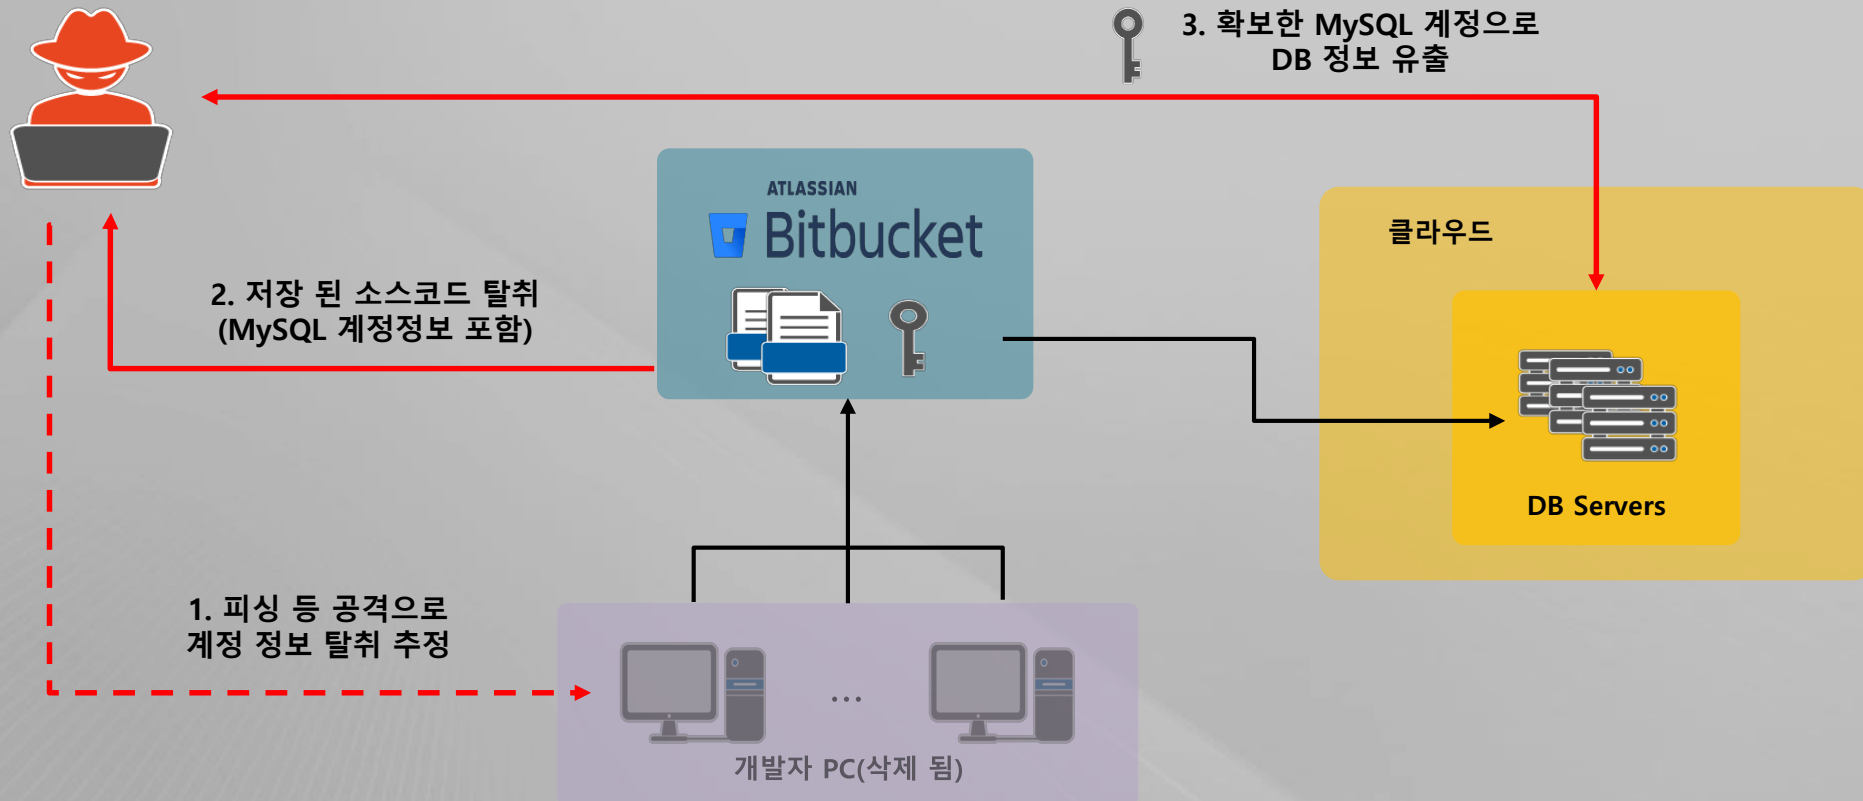 3. 확보한 MySQL 계정으로
DB 정보 유출
ATLASSIAN
Bitbucket
클라우드
2. 저장 된 소스코드 탈취
(MySQL 계정정보 포함)
DB Servers
1. 피싱 등 공격으로
계정 정보 탈취 추정
...
개발자 PC(삭제 됨)